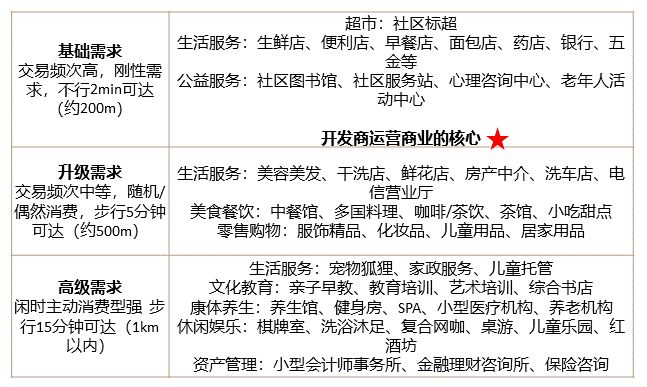 基础需求
交易频次高，刚性需
求，不行2min可达
（约200m）
超市：社区标超
生活服务：生鲜店、便利店、早餐店、面包店、药店、银行、五
金等
公益服务：社区图书馆、社区服务站、心理咨询中心、老年人活
动中心
开发商运营商业的核心
升级需求
交易频次中等，随机/
偶然消费，步行5分钟
可达（约500m）
生活服务：美容美发、干洗店、鲜花店、房产中介、洗车店、电
信营业厅
美食餐饮：中餐馆、多国料理、咖啡/茶饮、茶馆、小吃甜点
零售购物：服饰精品、化妆品、儿童用品、居家用品
高级需求
闲时主动消费型强 步
行15分钟可达（1km
以内）
生活服务：宠物狐狸、家政服务、儿童托管
文化教育：亲子早教、教育培训、艺术培训、综合书店
康体养生：养生馆、健身房、SPA、小型医疗机构、养老机构
休闲娱乐：棋牌室、洗浴沐足、复合网咖、桌游、儿童乐园、红
酒坊
资产管理：小型会计师事务所、金融理财咨询所、保险咨询